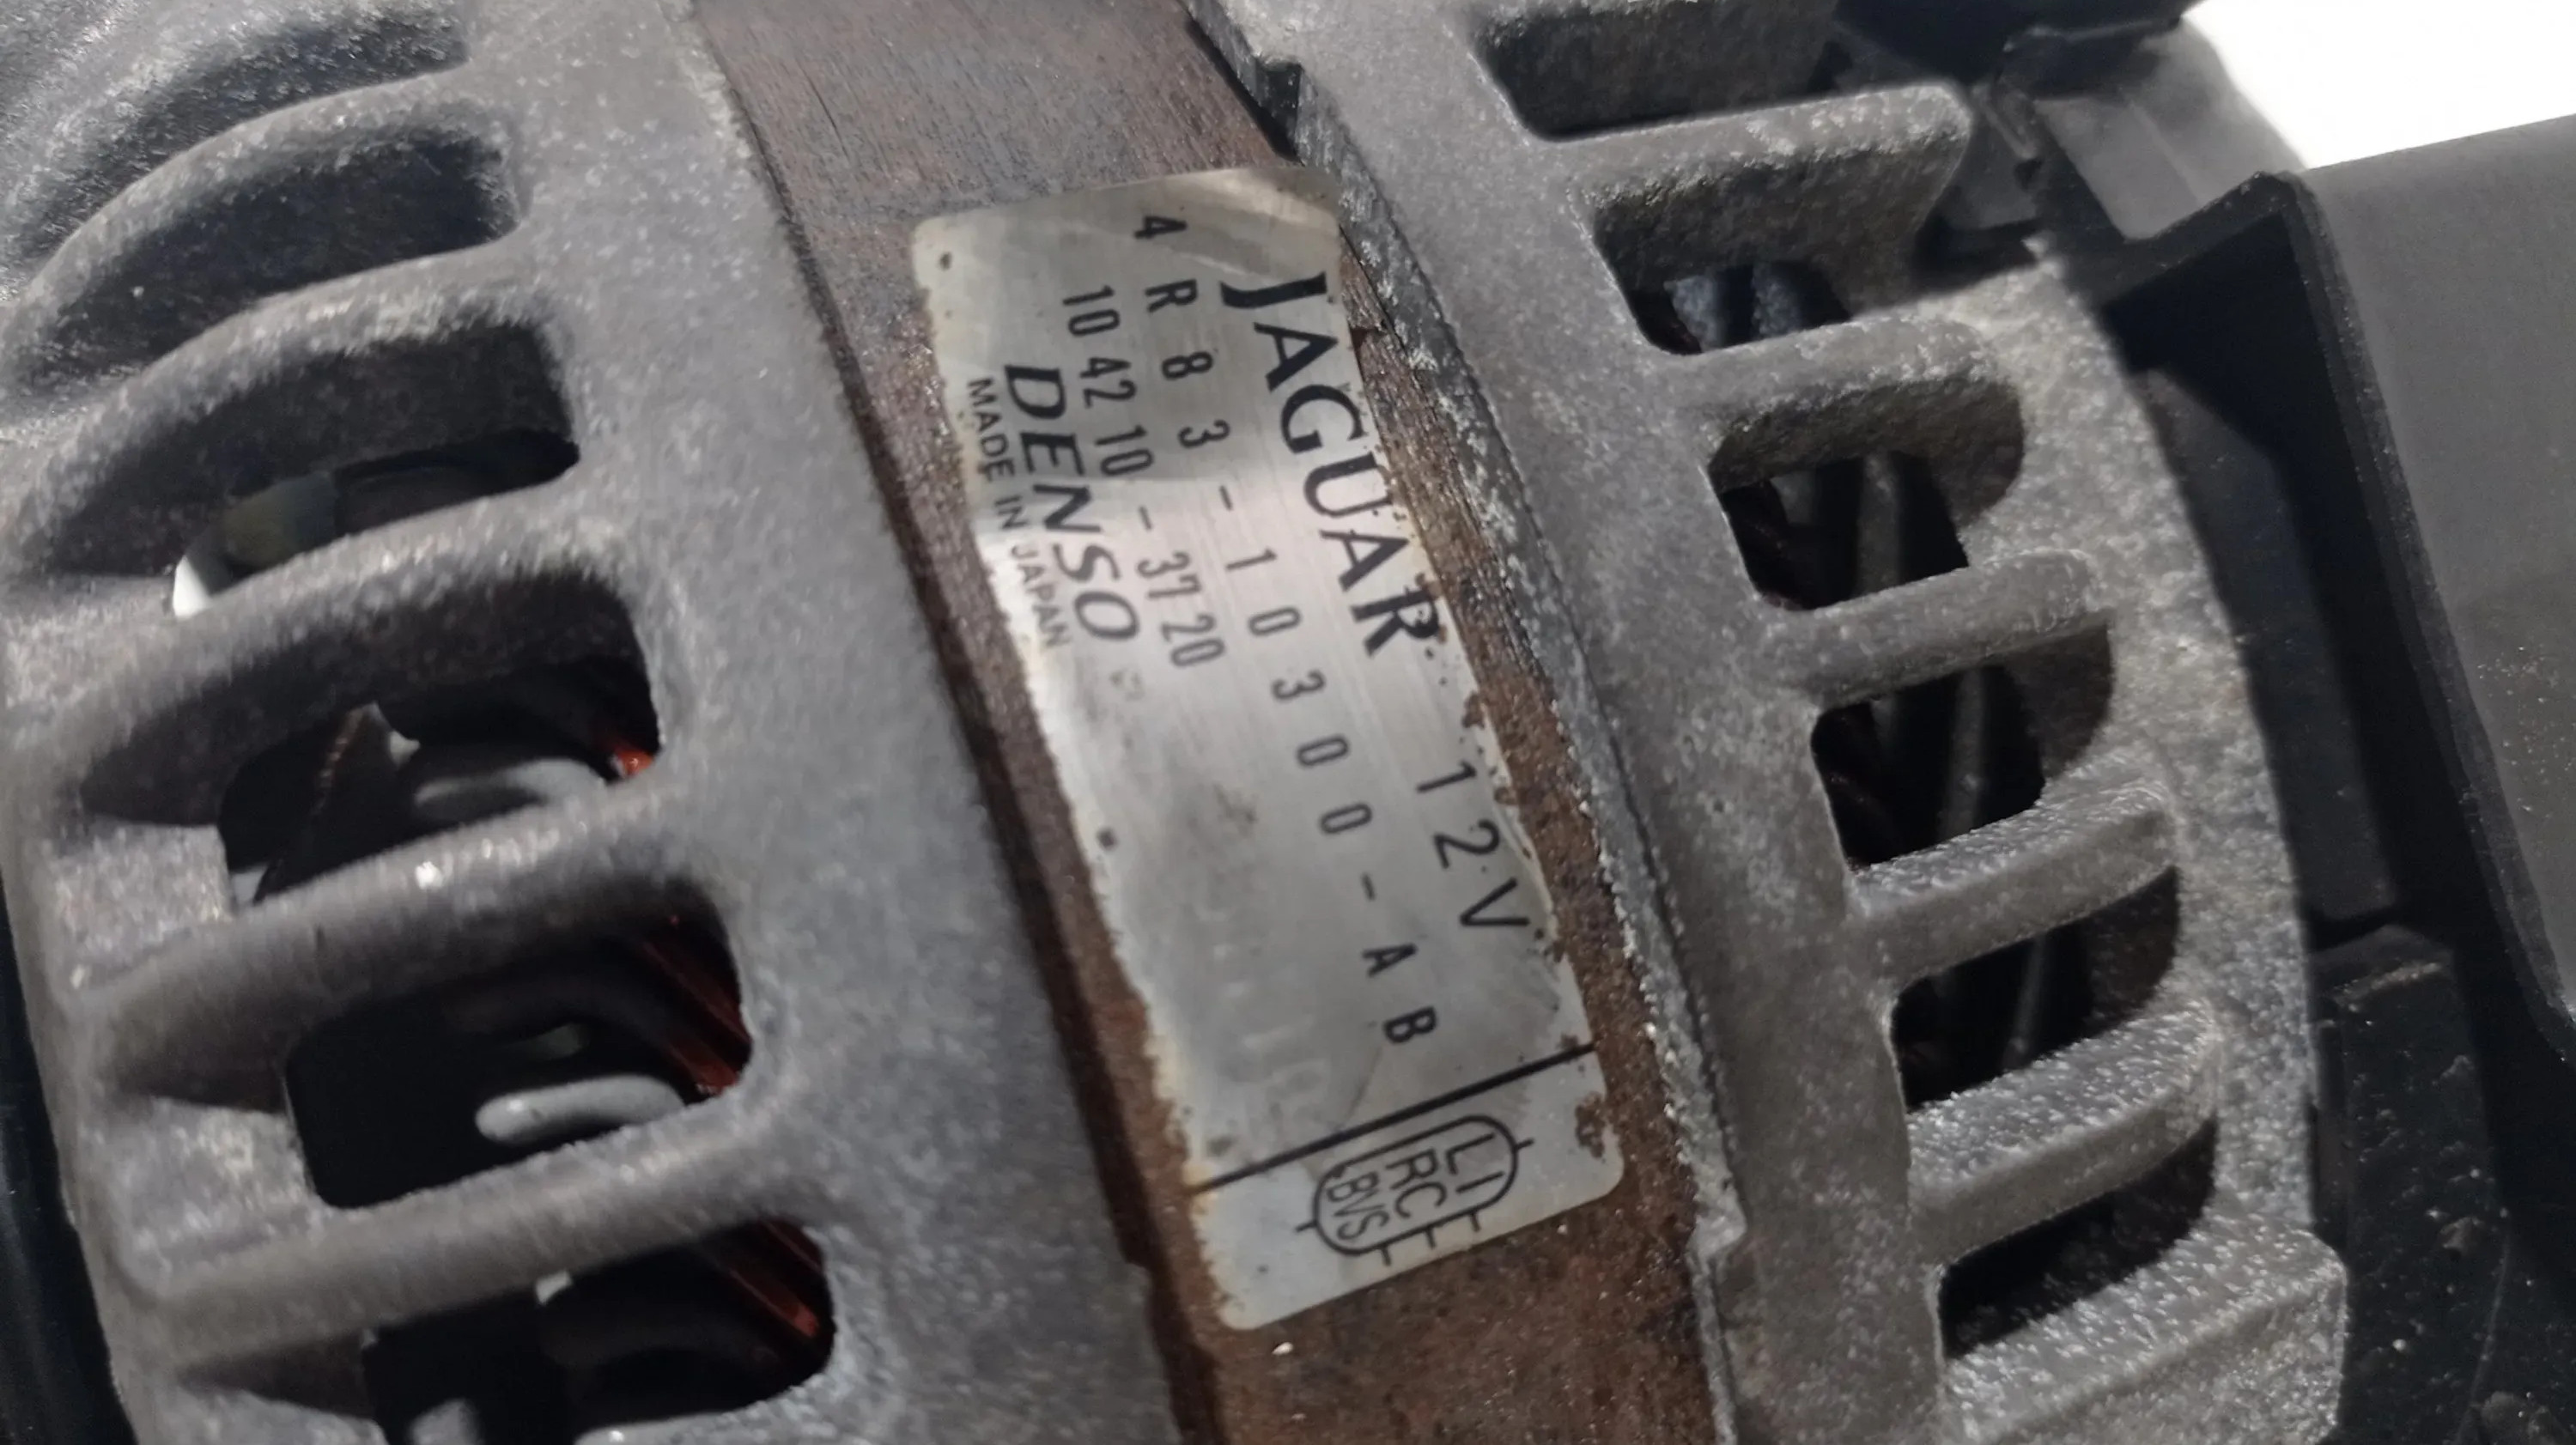 JAGUAR 12V
4R83-10300-AB
104210-3720
DENSO
MADE IN JAPAN
LI
RC
BVS